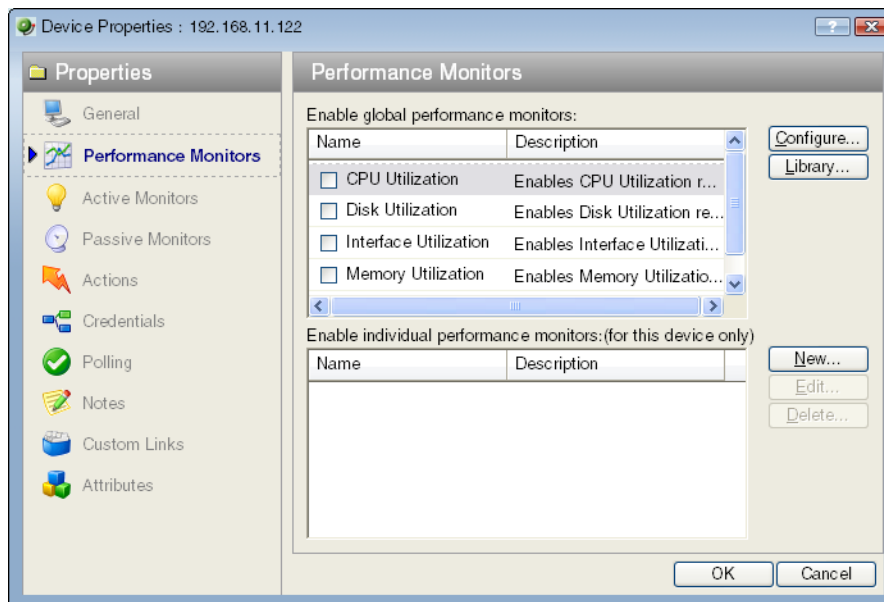 Device Properties : 192.168.11.122
?
Properties
General
Performance Monitors
Active Monitors
Passive Monitors
Actions
Credentials
Polling
Notes
Custom Links
Attributes
Performance Monitors
Enable global performance monitors:
Name Description
CPU Utilization Enables CPU Utilization r...
Disk Utilization Enables Disk Utilization re...
Interface Utilization Enables Interface Utilizati...
Memory Utilization Enables Memory Utilizatio...
Configure...
Library...
Enable individual performance monitors:(for this device only)
Name Description
New...
Edit...
Delete...
OK Cancel